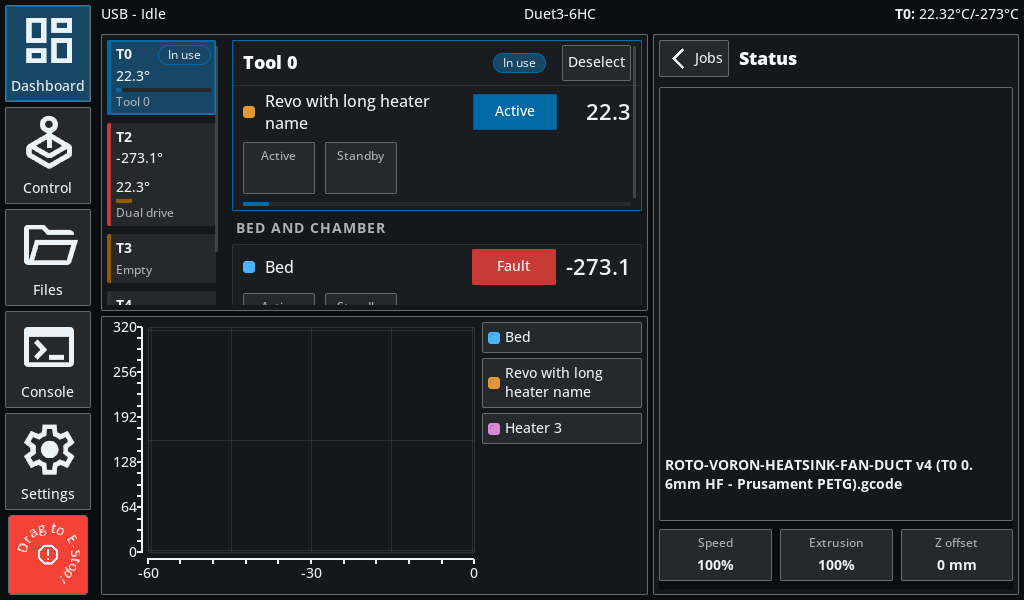 USB - Idle
Duet3-6HC
T0: 22.32°C/-273°C
Dashboard
Control
Files
Console
Settings
Drag to E-Stop!
T0
In use
22.3°
Tool 0
T2
-273.1°
22.3°
Dual drive
T3
Empty
T4
Tool 0
In use
Deselect
Revo with long heater
name
Active
22.3
Active
Standby
BED AND CHAMBER
Bed
Fault
-273.1
Active
Standby
320
256
192
128
64
0
-60
-30
0
Bed
Revo with long
heater name
Heater 3
Jobs
Status
ROTO-VORON-HEATSINK-FAN-DUCT v4 (T0 0.
6mm HF - Prusament PETG).gcode
Speed
100%
Extrusion
100%
Z offset
0 mm